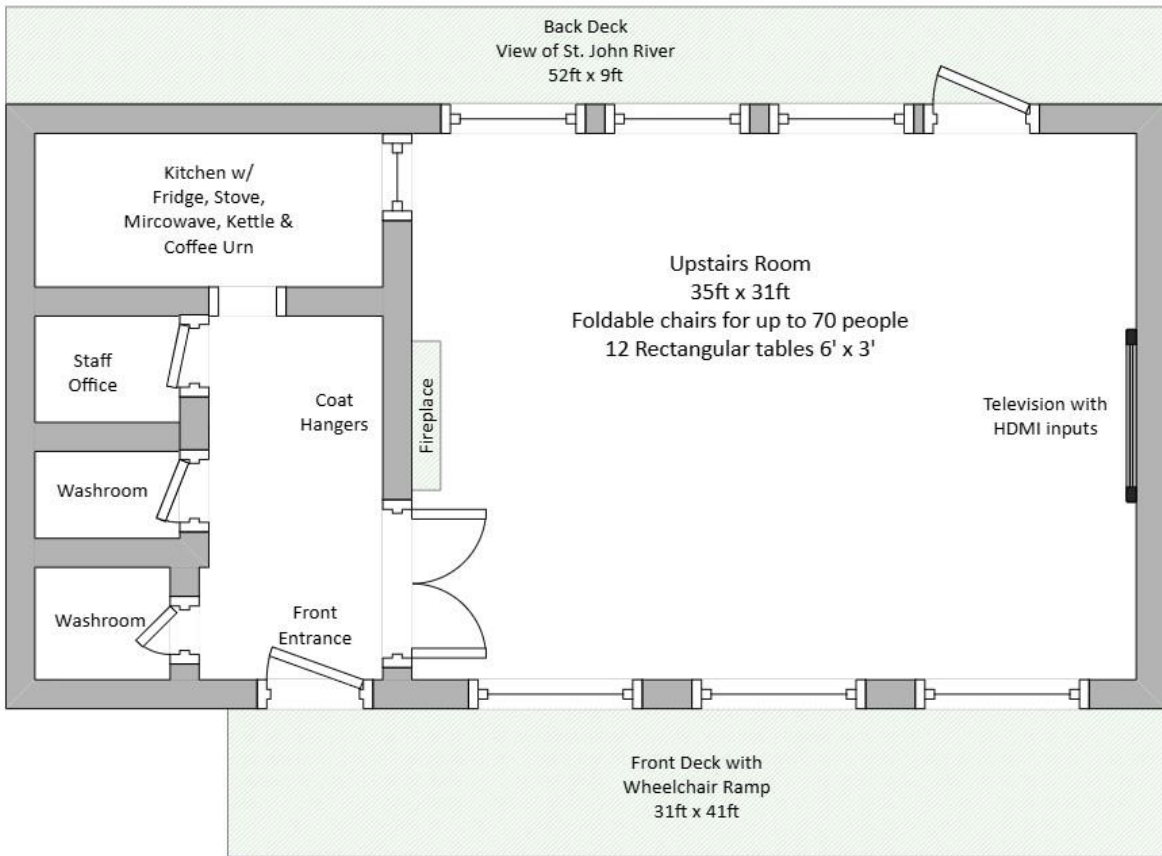 Back Deck
View of St. John River
52ft x 9ft
Kitchen w/
Fridge, Stove,
Mircowave, Kettle &
Coffee Urn
Upstairs Room
35ft x 31ft
Foldable chairs for up to 70 people
12 Rectangular tables 6' x 3'
Staff
Office
Coat
Hangers
Fireplace
Television with
HDMI inputs
Washroom
Washroom
Front
Entrance
Front Deck with
Wheelchair Ramp
31ft x 41ft